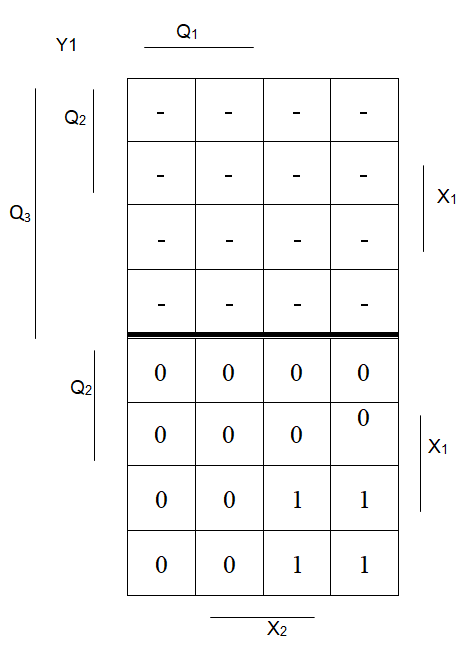 Y1 Q1
Q2 - - - -
- - - - X1
Q3 - - - -
- - - -
Q2 0 0 0 0
0 0 0 0 X1
0 0 1 1
0 0 1 1
X2